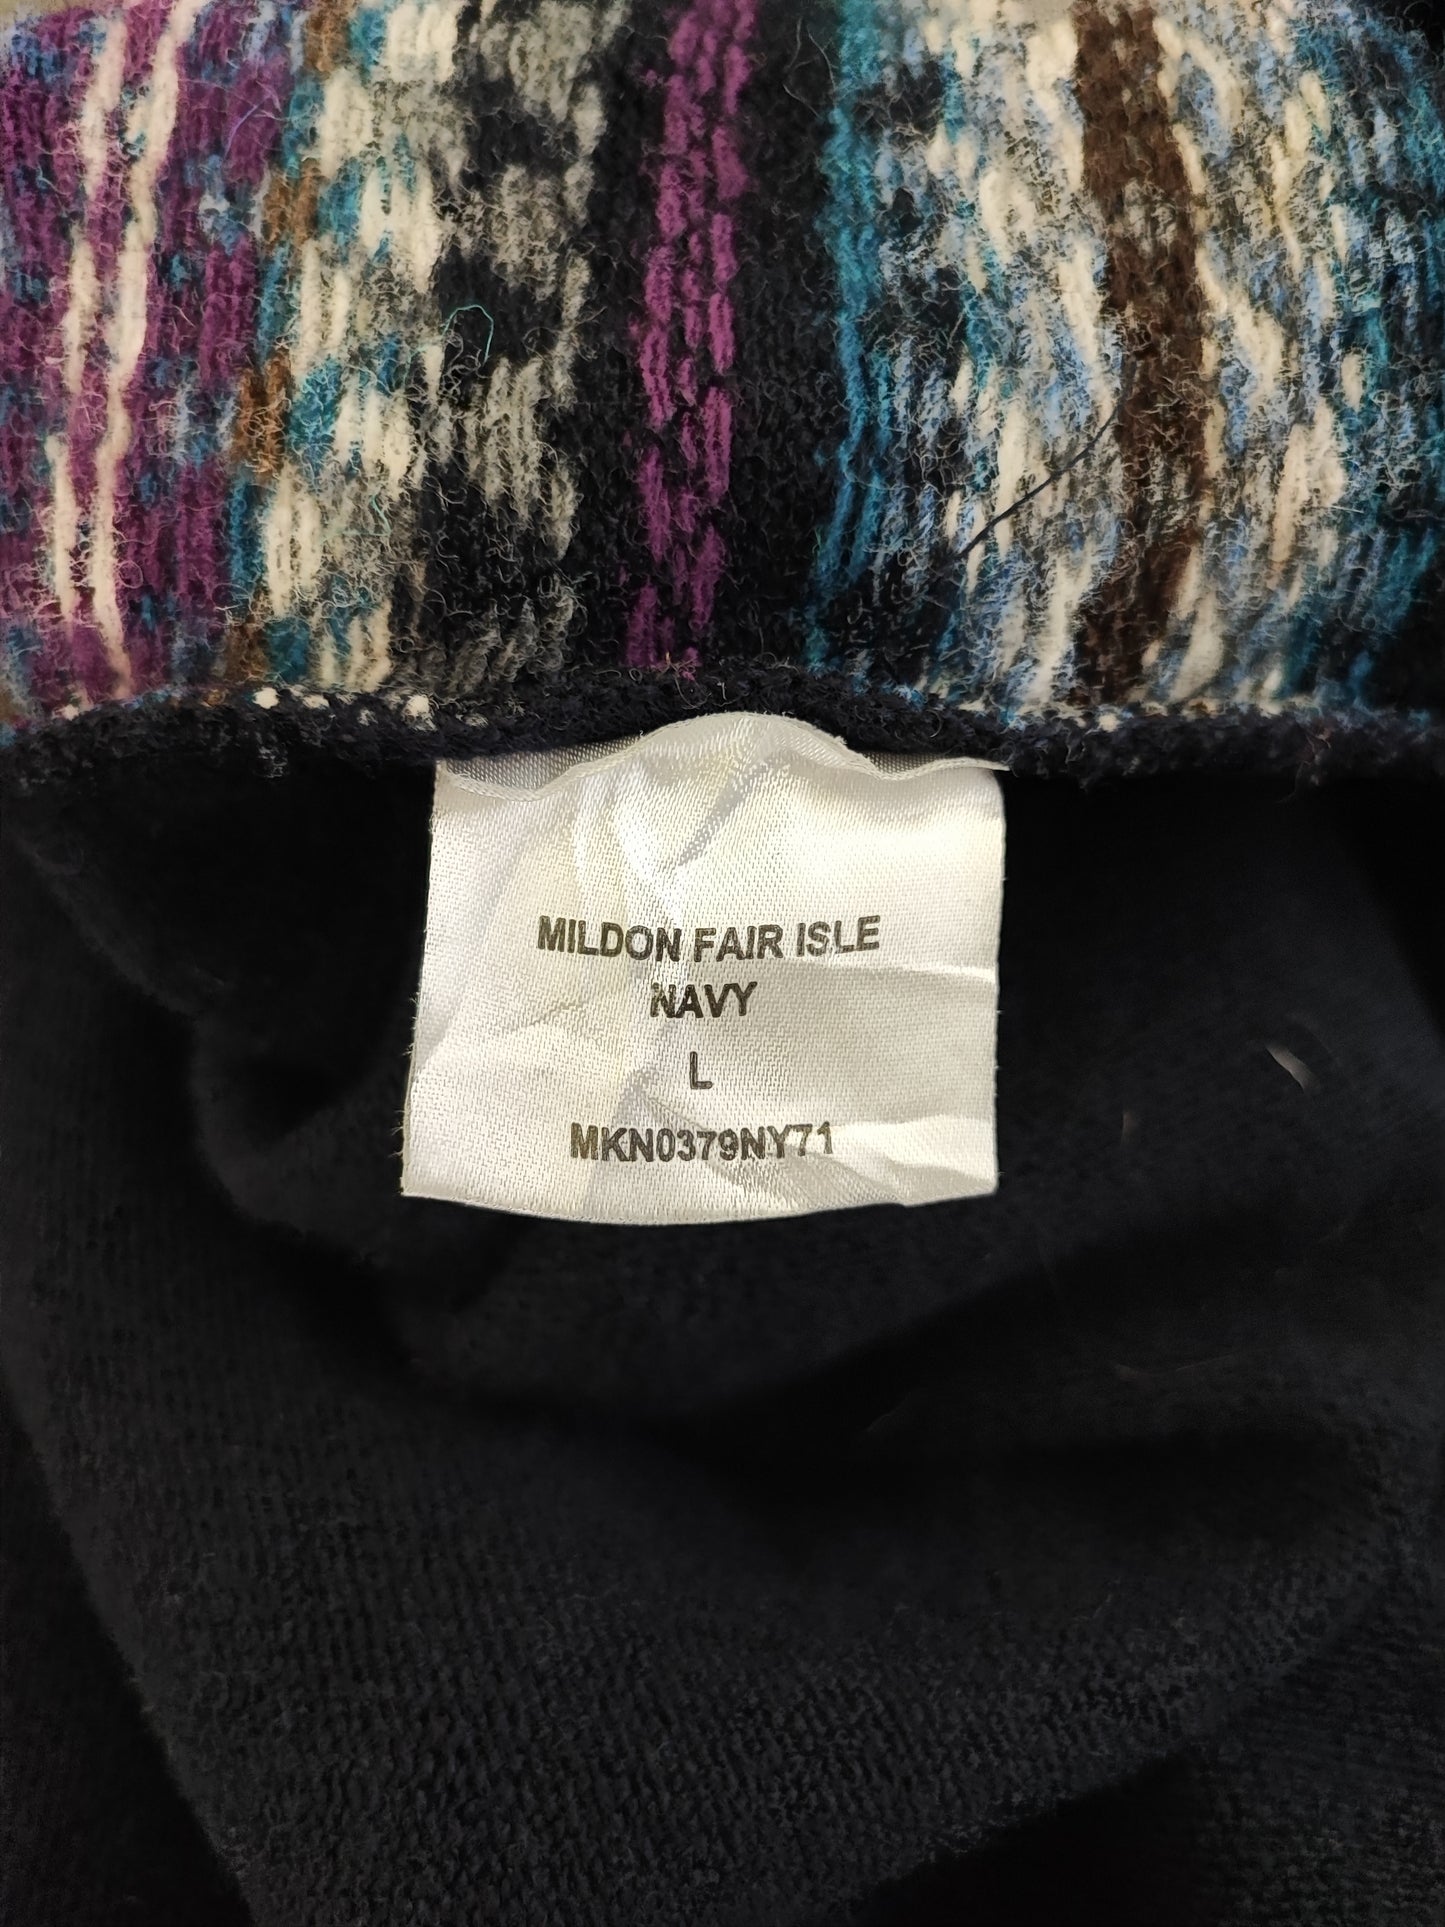 MILDON FAIR ISLE
NAVY
L
MKN0379NY71